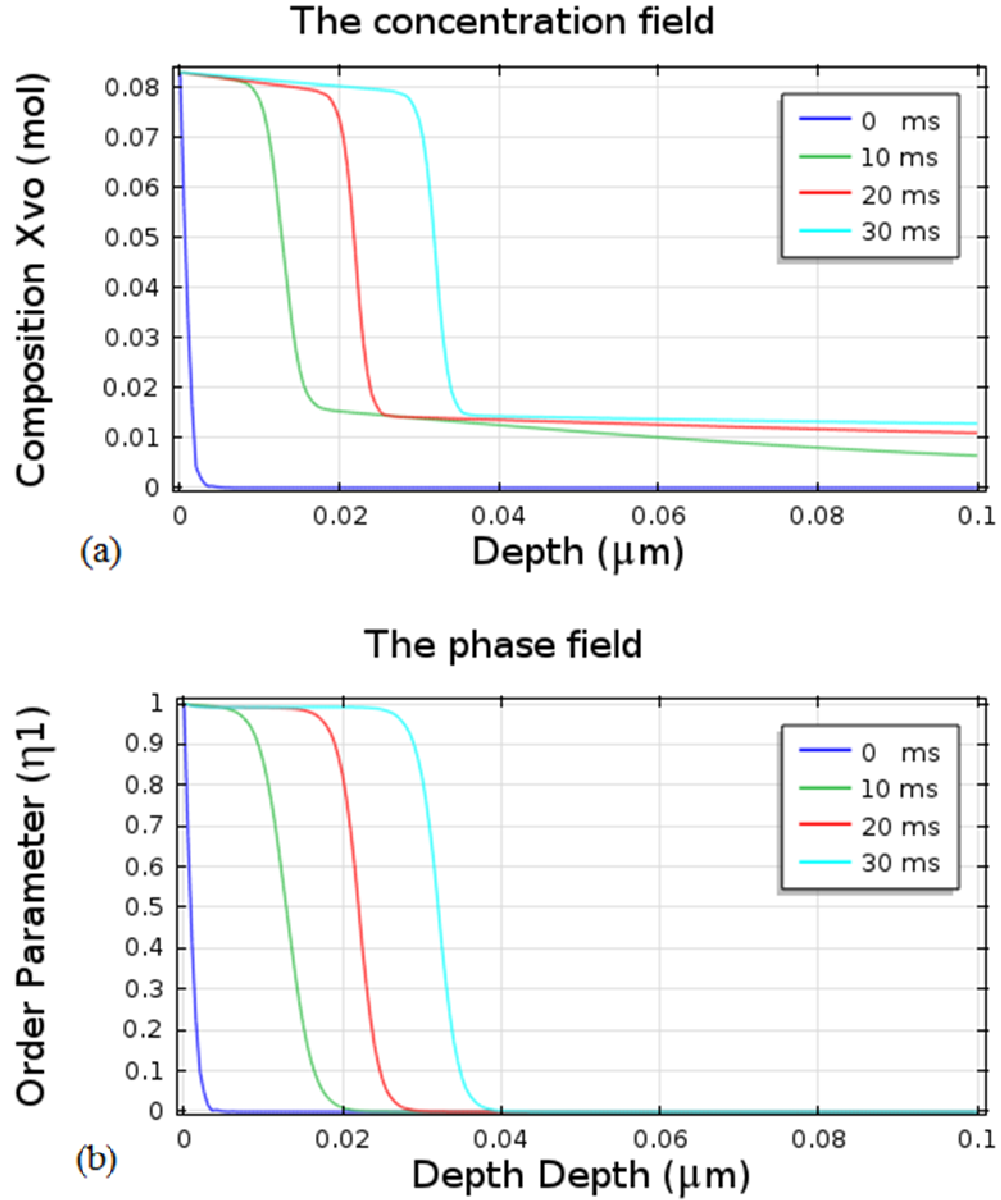 The concentration field
Composition Xvo (mol)
0.08
0.07
0.06
0.05
0.04
0.03
0.02
0.01
0
0 ms
10 ms
20 ms
30 ms
0 0.02 0.04 0.06 0.08 0.1
(a)
Depth (μm)
The phase field
Order Parameter (η1)
1
0.9
0.8
0.7
0.6
0.5
0.4
0.3
0.2
0.1
0
0 ms
10 ms
20 ms
30 ms
0 0.02 0.04 0.06 0.08 0.1
(b)
Depth Depth (μm)